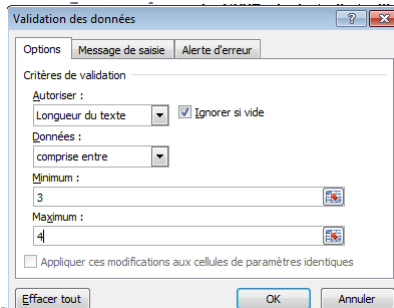 Validation des données
Options Message de saisie Alerte d'erreur
Critères de validation
Autoriser :
Longueur du texte Ignorer si vide
Données :
comprise entre
Minimum :
3
Maximum :
4
Appliquer ces modifications aux cellules de paramètres identiques
Effacer tout OK Annuler